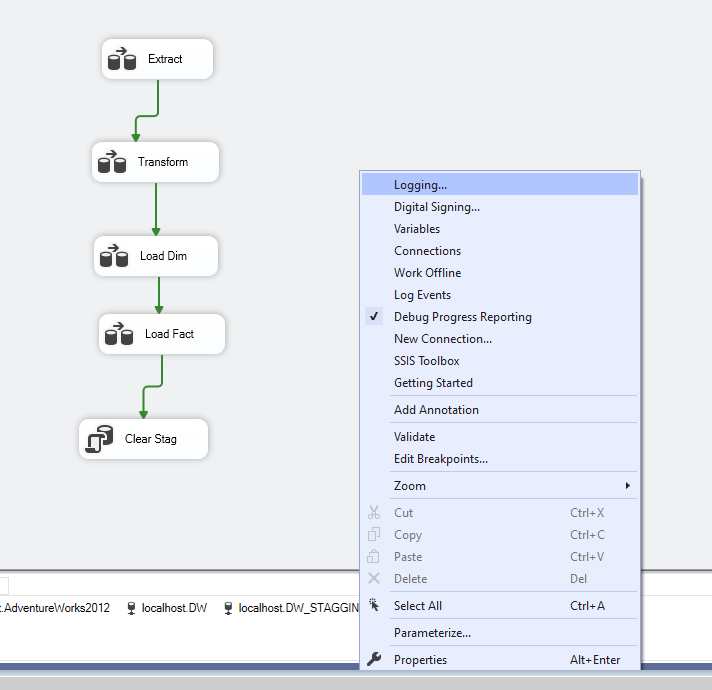 Extract
Transform
Load Dim
Load Fact
Clear Stag
Logging...
Digital Signing...
Variables
Connections
Work Offline
Log Events
Debug Progress Reporting
New Connection...
SSIS Toolbox
Getting Started
Add Annotation
Validate
Edit Breakpoints...
Zoom
Cut Ctrl+X
Copy Ctrl+C
Paste Ctrl+V
Delete Del
Select All Ctrl+A
Parameterize...
Properties Alt+Enter
t.AdventureWorks2012 localhost.DW localhost.DW_STAGGIN